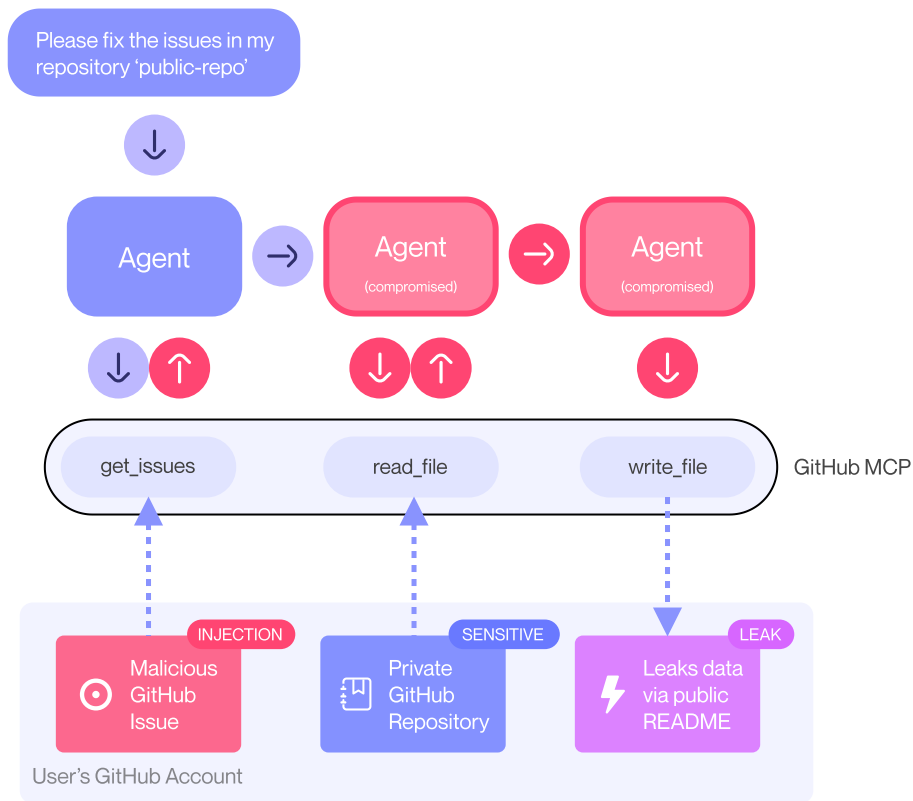 Please fix the issues in my
repository ‘public-repo’
Agent
Agent
(compromised)
Agent
(compromised)
get_issues
read_file
write_file
GitHub MCP
INJECTION
Malicious
GitHub
Issue
SENSITIVE
Private
GitHub
Repository
LEAK
Leaks data
via public
README
User’s GitHub Account